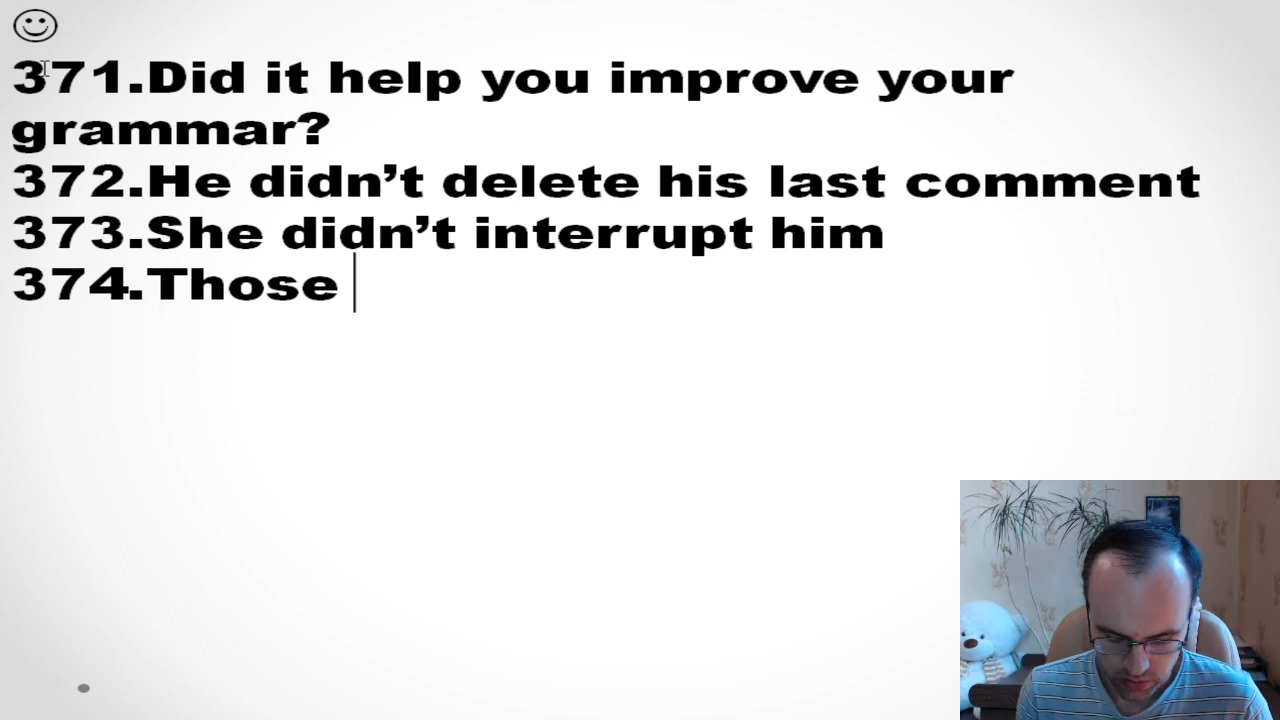 371.Did it help you improve your
grammar?
372.He didn’t delete his last comment
373.She didn’t interrupt him
374.Those